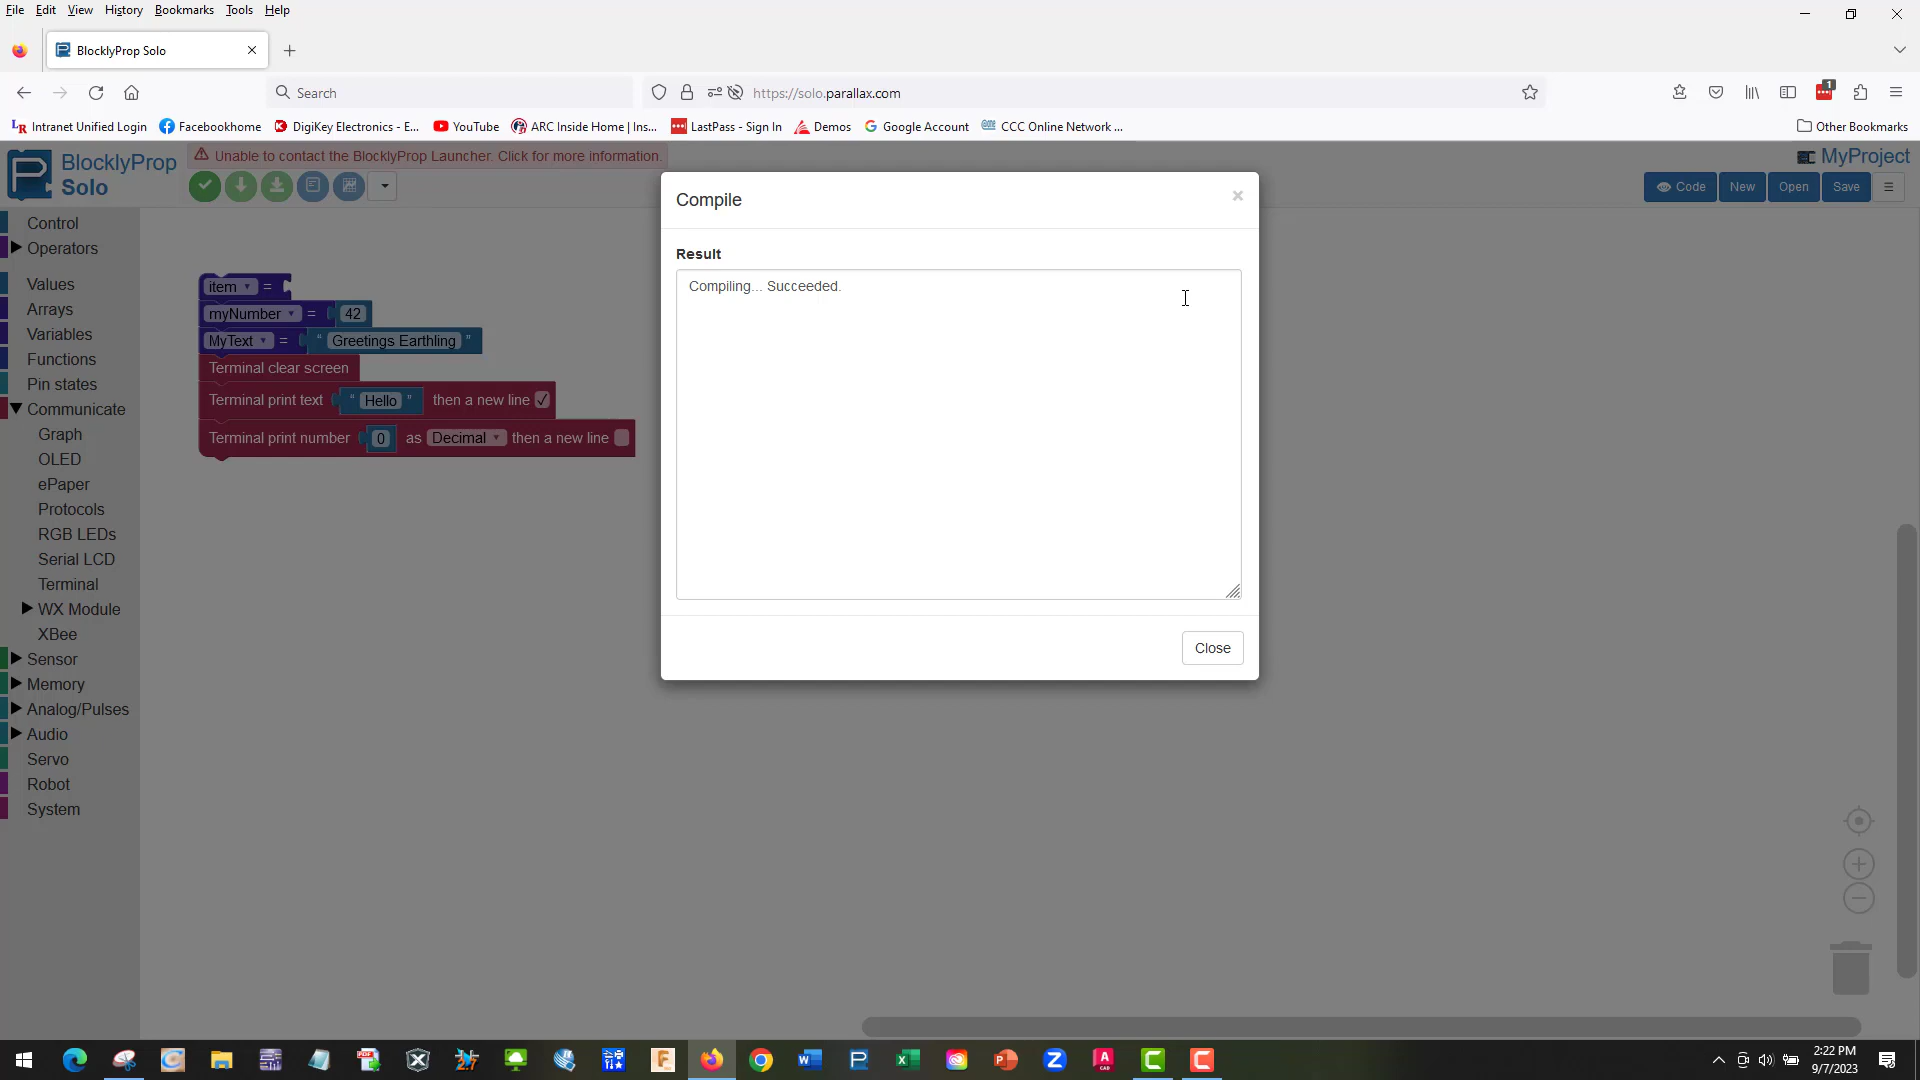 File Edit View History Bookmarks Tools Help
BlocklyProp Solo
Search
https://solo.parallax.com
1
Intranet Unified Login
Facebookhome
DigiKey Electronics - E...
YouTube
ARC Inside Home | Ins...
LastPass - Sign In
Demos
Google Account
CCC Online Network ...
Other Bookmarks
BlocklyProp
Solo
Unable to contact the BlocklyProp Launcher. Click for more information.
MyProject
Code
New
Open
Save
Control
Operators
Values
Arrays
Variables
Functions
Pin states
Communicate
Graph
OLED
ePaper
Protocols
RGB LEDs
Serial LCD
Terminal
WX Module
XBee
Sensor
Memory
Analog/Pulses
Audio
Servo
Robot
System
item =
myNumber = 42
MyText = " Greetings Earthling "
Terminal clear screen
Terminal print text " Hello " then a new line
Terminal print number 0 as Decimal then a new line
Compile
×
Result
Compiling... Succeeded.
Close
2:22 PM
9/7/2023